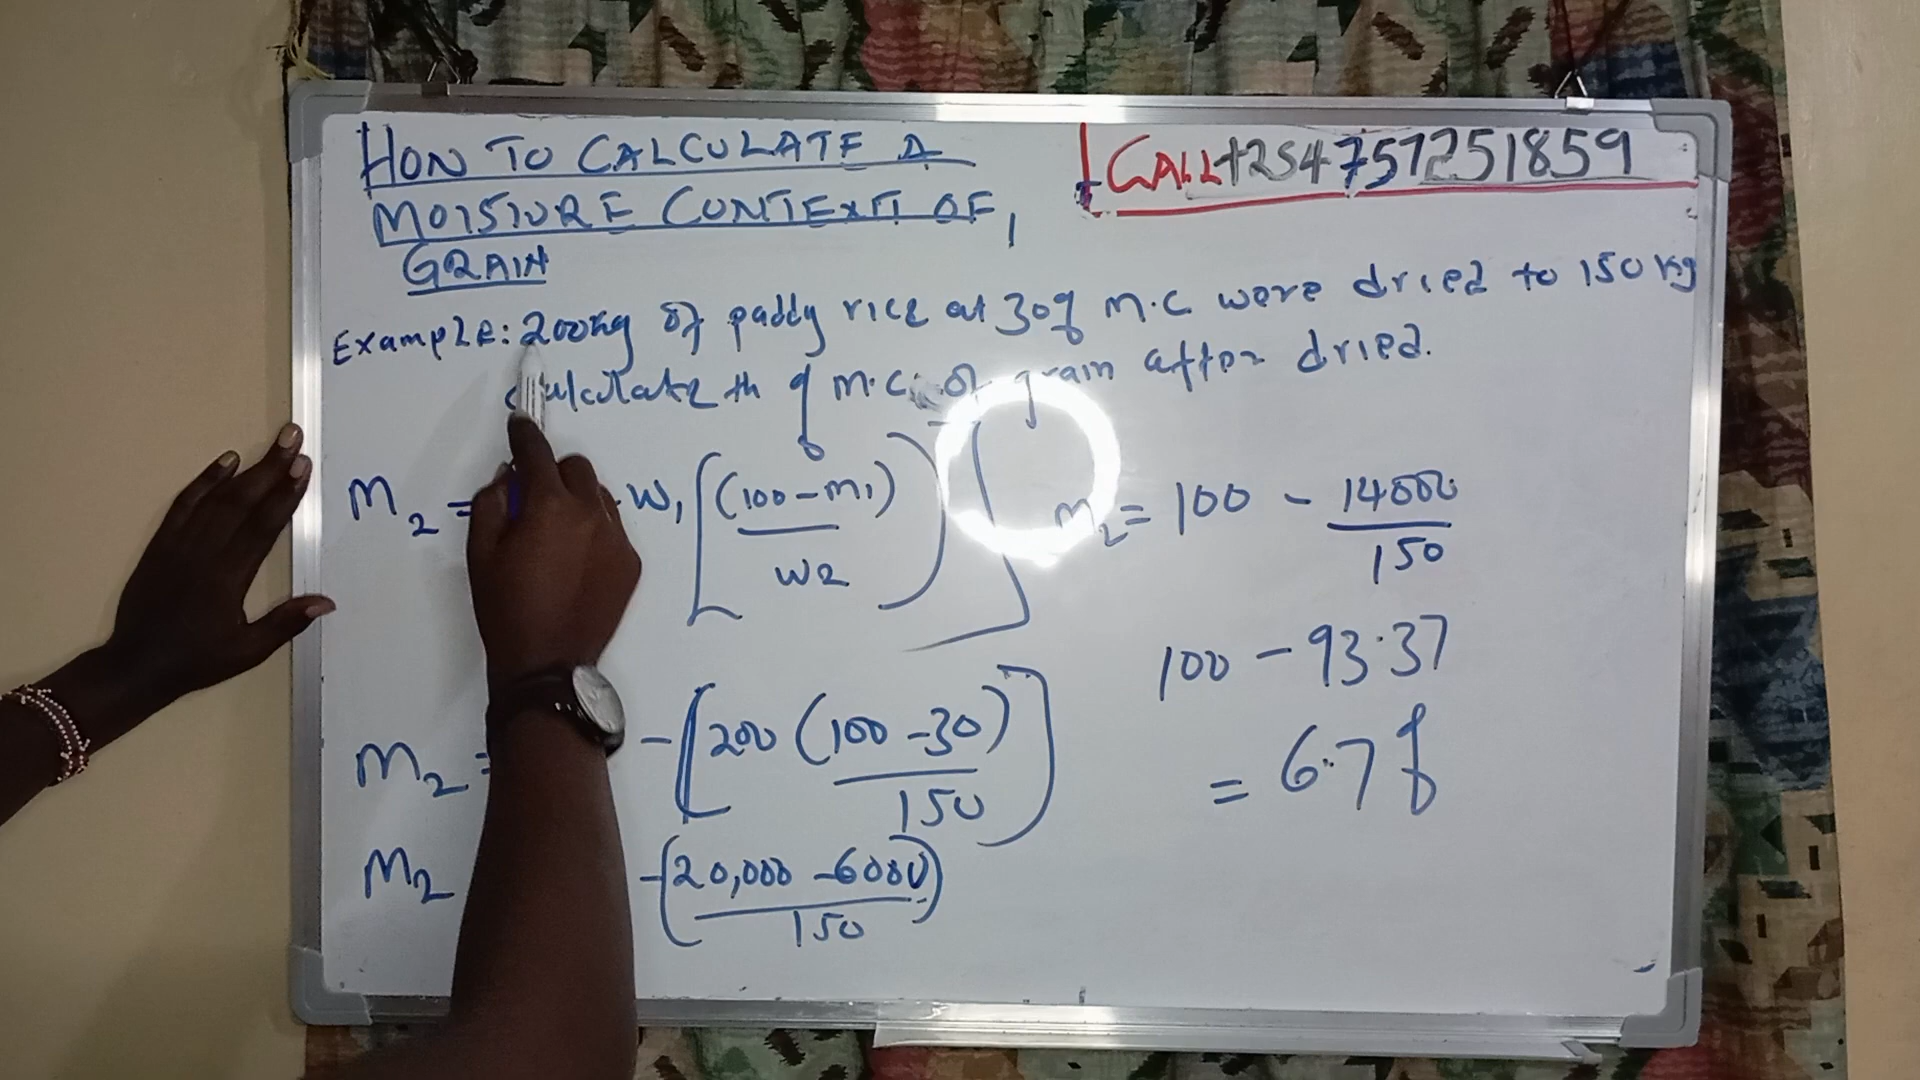 HOW TO CALCULATE A
MOISTURE CONTEXT OF,
GRAIN
CALL +254757251859
Example: 200kg of paddy rice at 30% m.c were dried to 150kg
calculate th % m.c of grain after dried.
M2 = - W1 [(100 - m1) / W2]
M2 = - [200 (100 - 30) / 150]
M2 - (20,000 - 6000 / 150)
M2 = 100 - 14000 / 150
100 - 93.37
= 6.7%